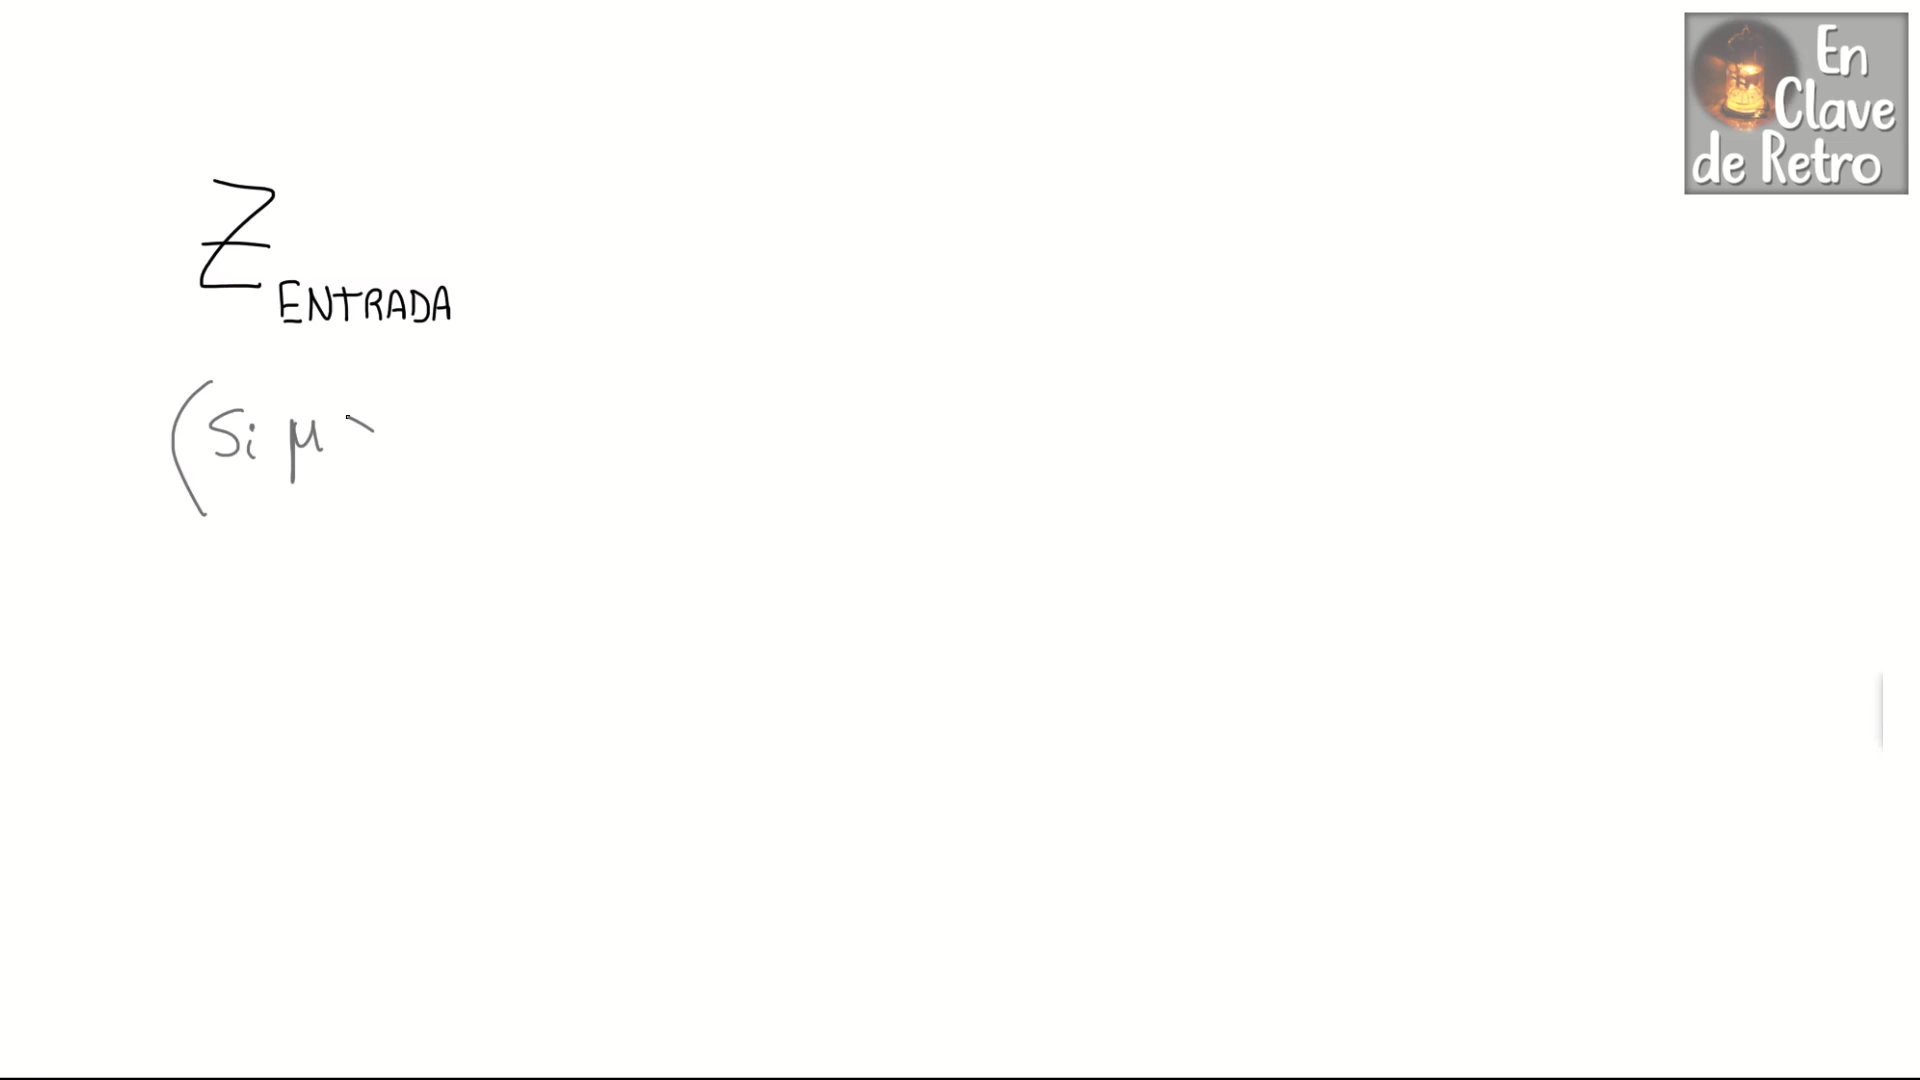 En
Clave
de Retro
Z ENTRADA
(Si μ